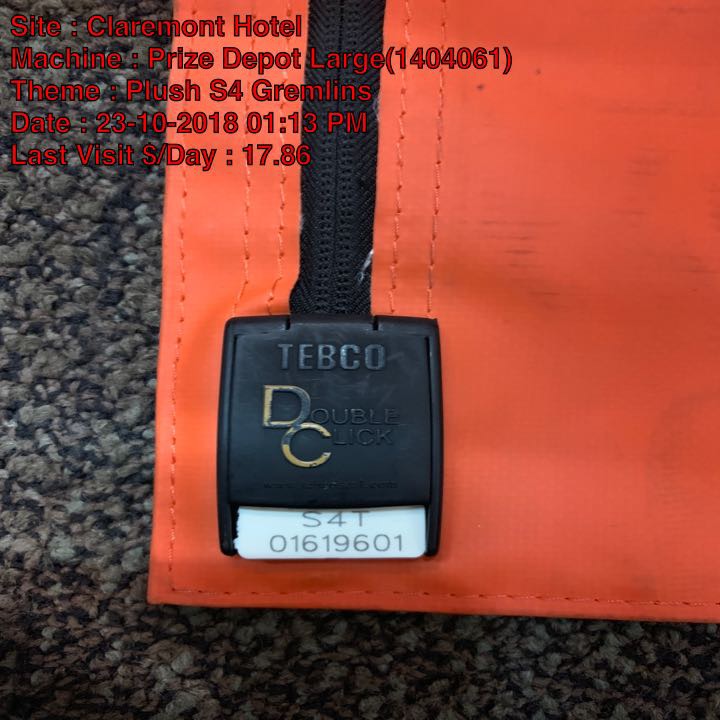 Site : Claremont Hotel
Machine : Prize Depot Large(1404061)
Theme : Plush S4 Gremlins
Date : 23-10-2018 01:13 PM
Last Visit $/Day : 17.86
TEBCO
DOUBLE
CLICK
S4T
01619601